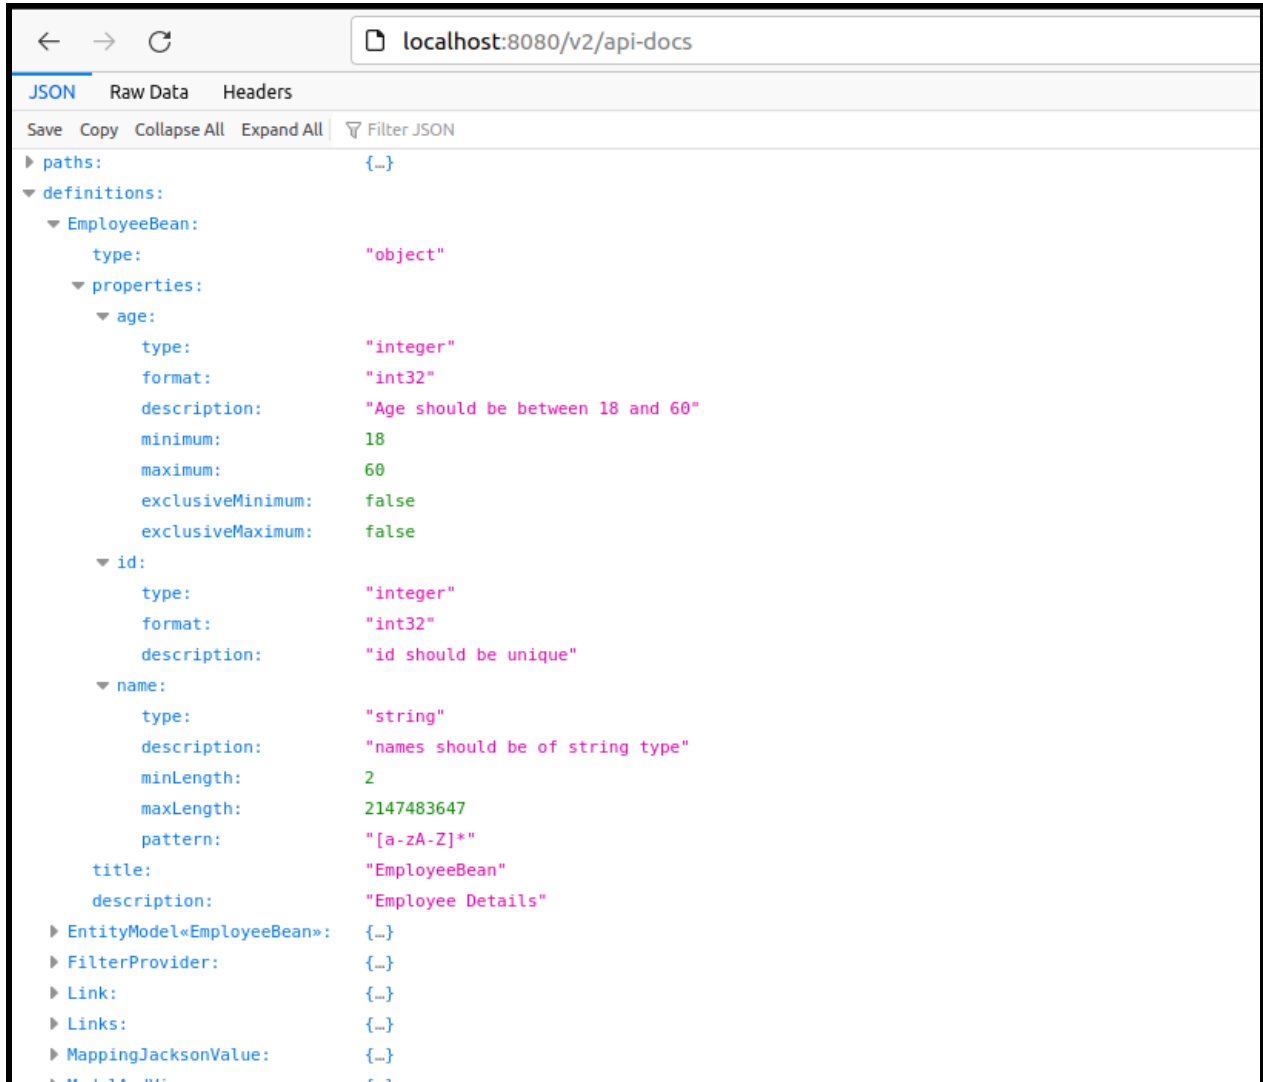 localhost:8080/v2/api-docs
JSON Raw Data Headers
Save Copy Collapse All Expand All Filter JSON
paths: {…}
definitions:
EmployeeBean:
type: "object"
properties:
age:
type: "integer"
format: "int32"
description: "Age should be between 18 and 60"
minimum: 18
maximum: 60
exclusiveMinimum: false
exclusiveMaximum: false
id:
type: "integer"
format: "int32"
description: "id should be unique"
name:
type: "string"
description: "names should be of string type"
minLength: 2
maxLength: 2147483647
pattern: "[a-zA-Z]*"
title: "EmployeeBean"
description: "Employee Details"
EntityModel«EmployeeBean»: {…}
FilterProvider: {…}
Link: {…}
Links: {…}
MappingJacksonValue: {…}